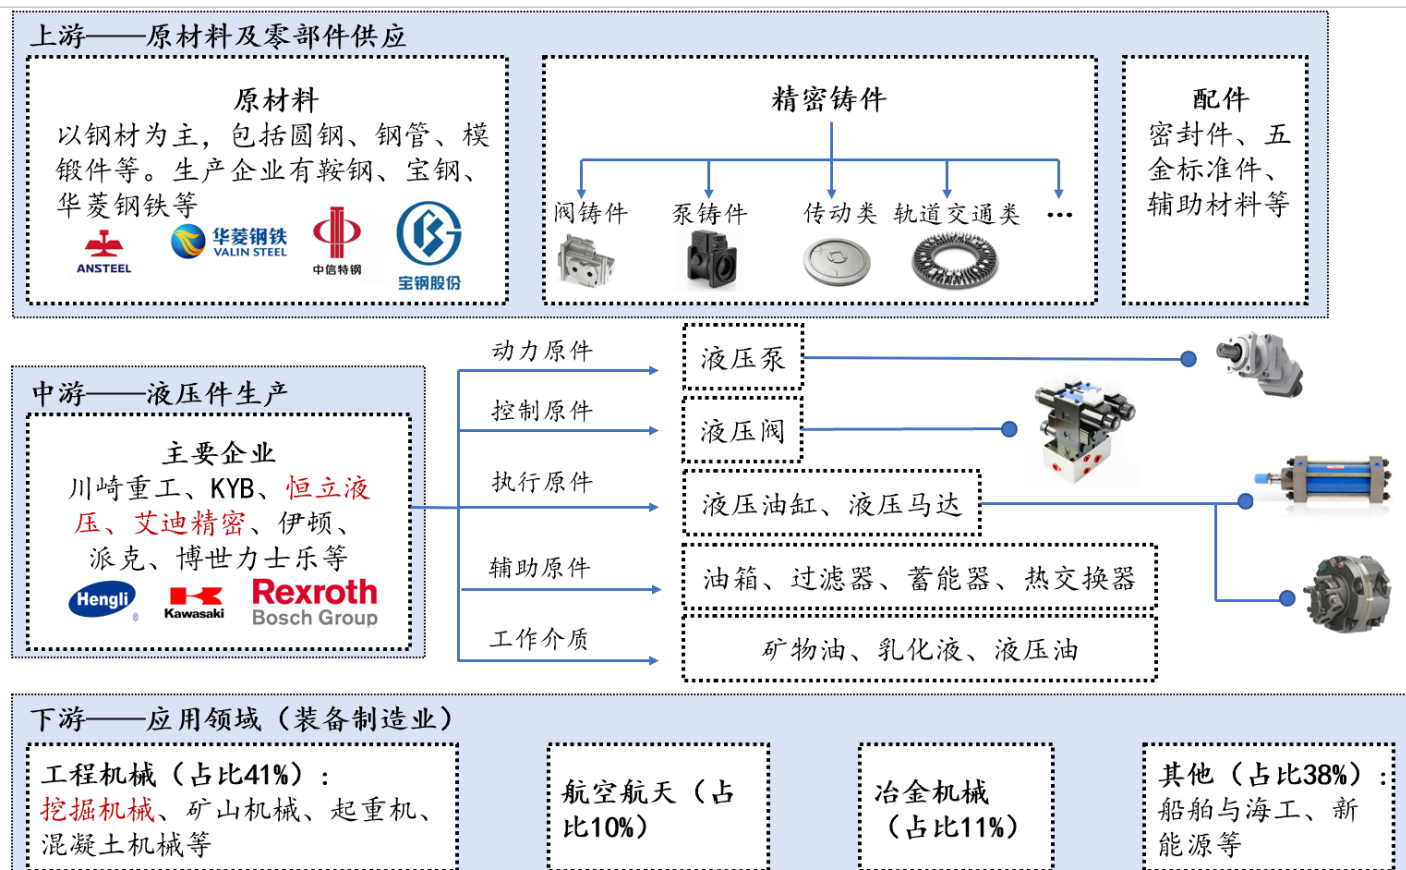 上游——原材料及零部件供应
原材料
以钢材为主，包括圆钢、钢管、模
锻件等。生产企业有鞍钢、宝钢、
华菱钢铁等
ANSTEEL
华菱钢铁
VALIN STEEL
中信特钢
宝钢股份
精密铸件
阀铸件
泵铸件
传动类
轨道交通类
...
配件
密封件、五
金标准件、
辅助材料等
中游——液压件生产
主要企业
川崎重工、KYB、恒立液
压、艾迪精密、伊顿、
派克、博世力士乐等
Hengli
®
Kawasaki
Rexroth
Bosch Group
动力原件
液压泵
控制原件
液压阀
执行原件
液压油缸、液压马达
辅助原件
油箱、过滤器、蓄能器、热交换器
工作介质
矿物油、乳化液、液压油
下游——应用领域（装备制造业）
工程机械（占比41%）：
挖掘机械、矿山机械、起重机、
混凝土机械等
航空航天（占
比10%）
冶金机械
（占比11%）
其他（占比38%）：
船舶与海工、新
能源等